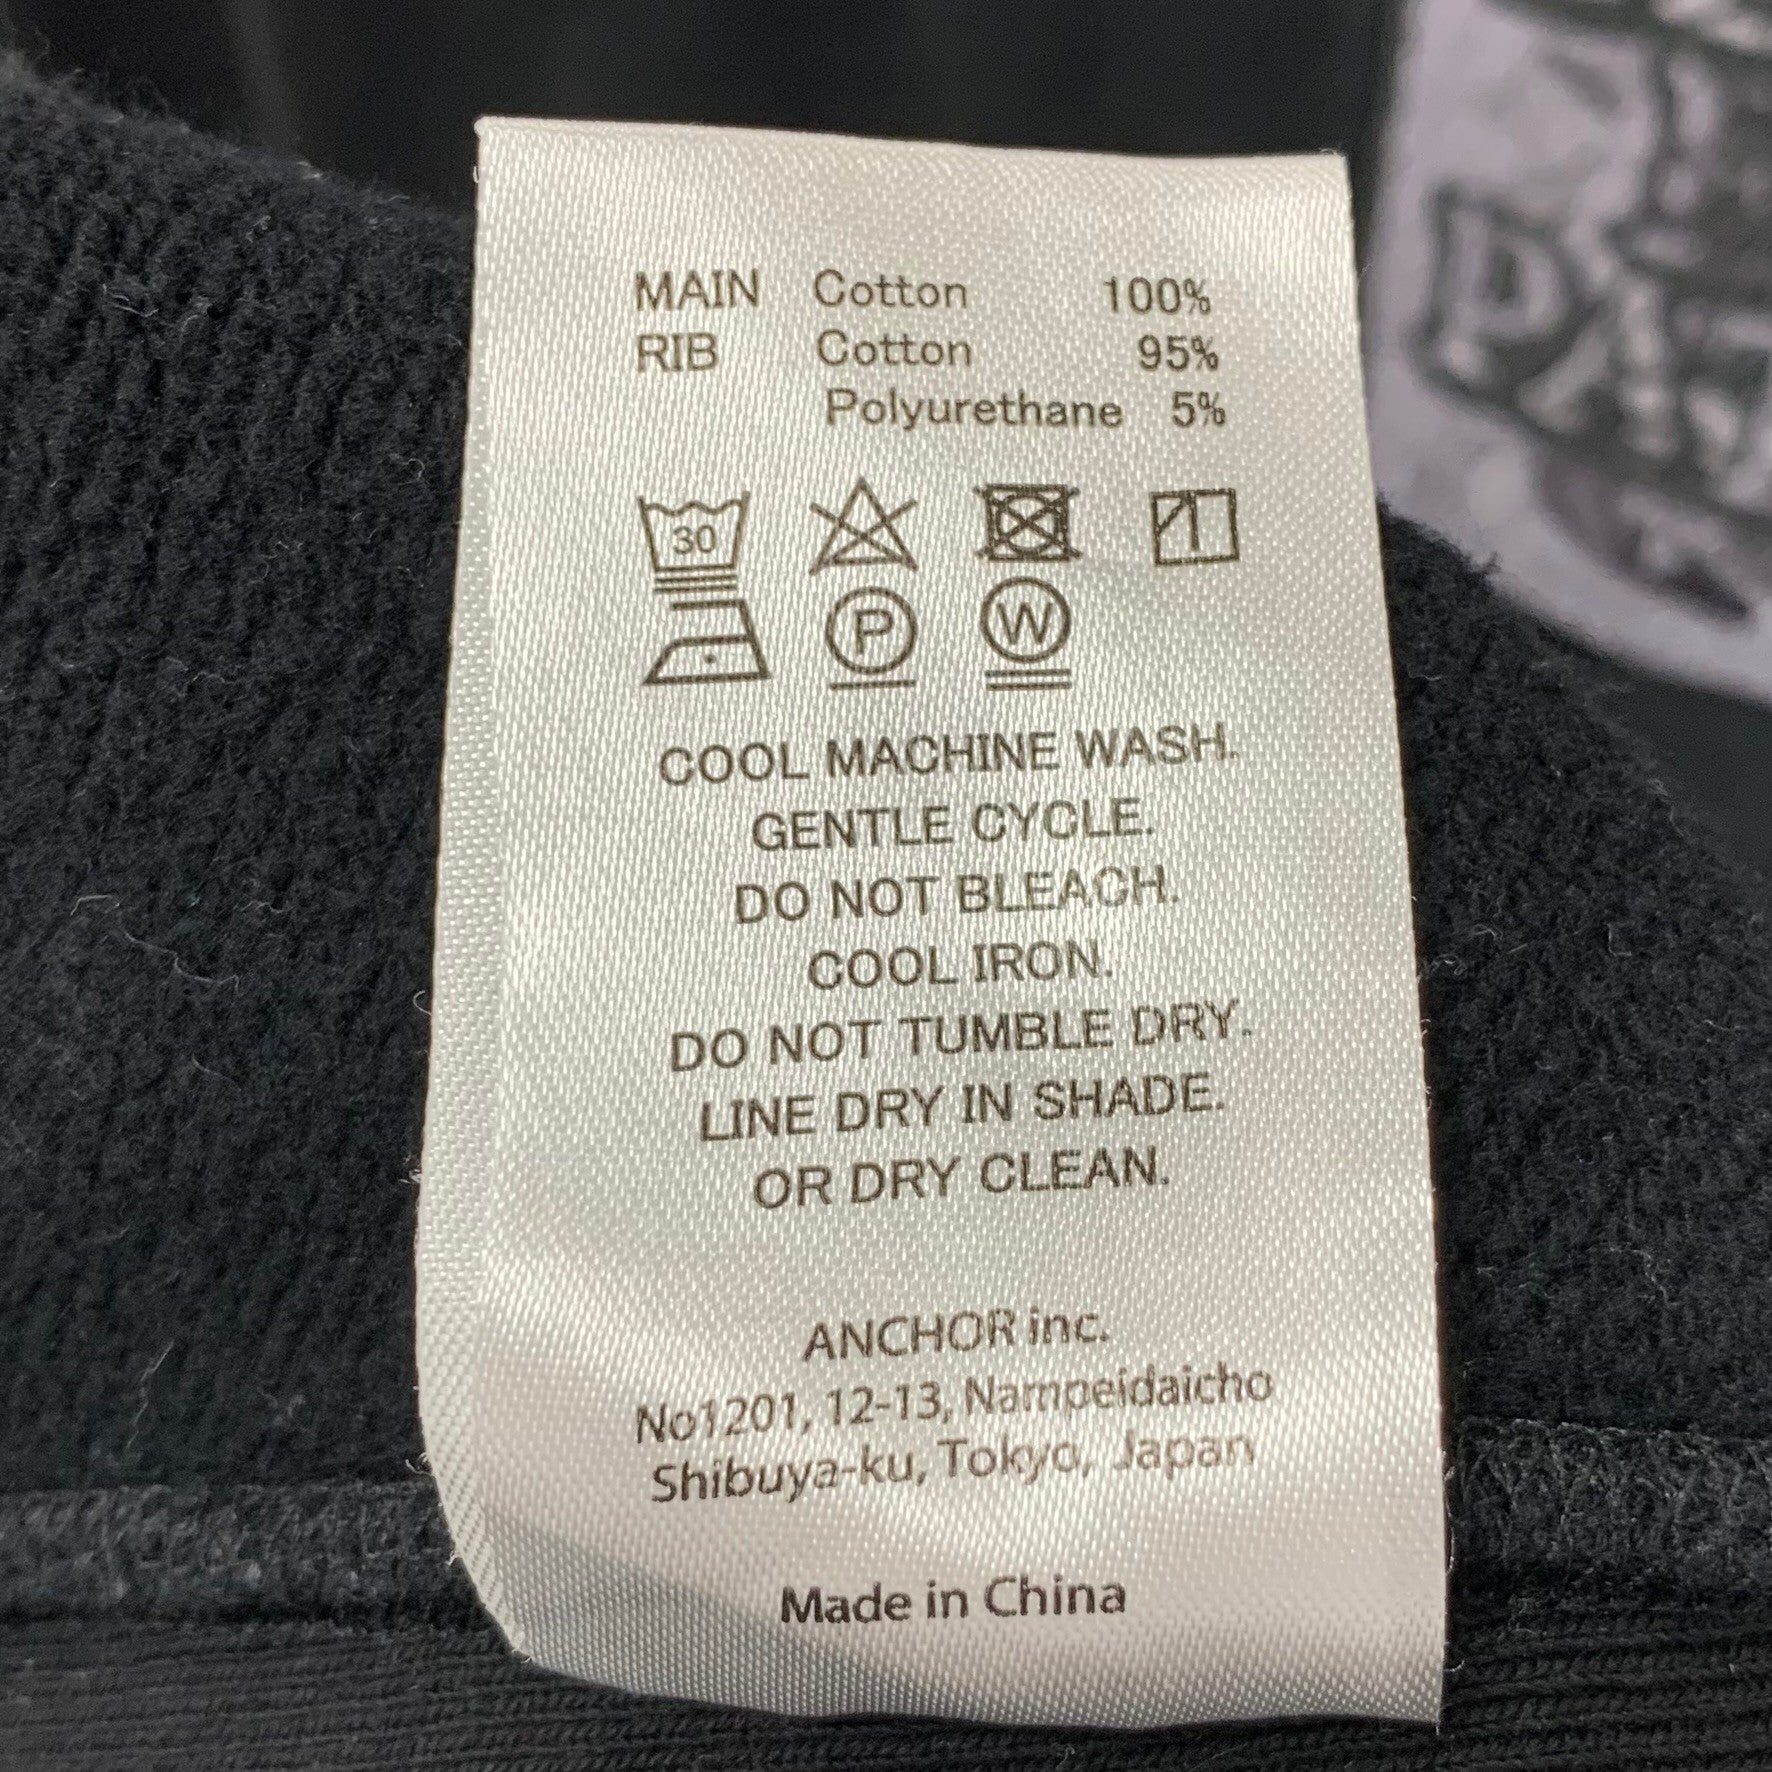 MAIN Cotton 100%
RIB Cotton 95%
Polyurethane 5%
30
P W
COOL MACHINE WASH.
GENTLE CYCLE.
DO NOT BLEACH.
COOL IRON.
DO NOT TUMBLE DRY.
LINE DRY IN SHADE.
OR DRY CLEAN.
ANCHOR inc.
No1201, 12-13, Nampeidaicho
Shibuya-ku, Tokyo, Japan
Made in China